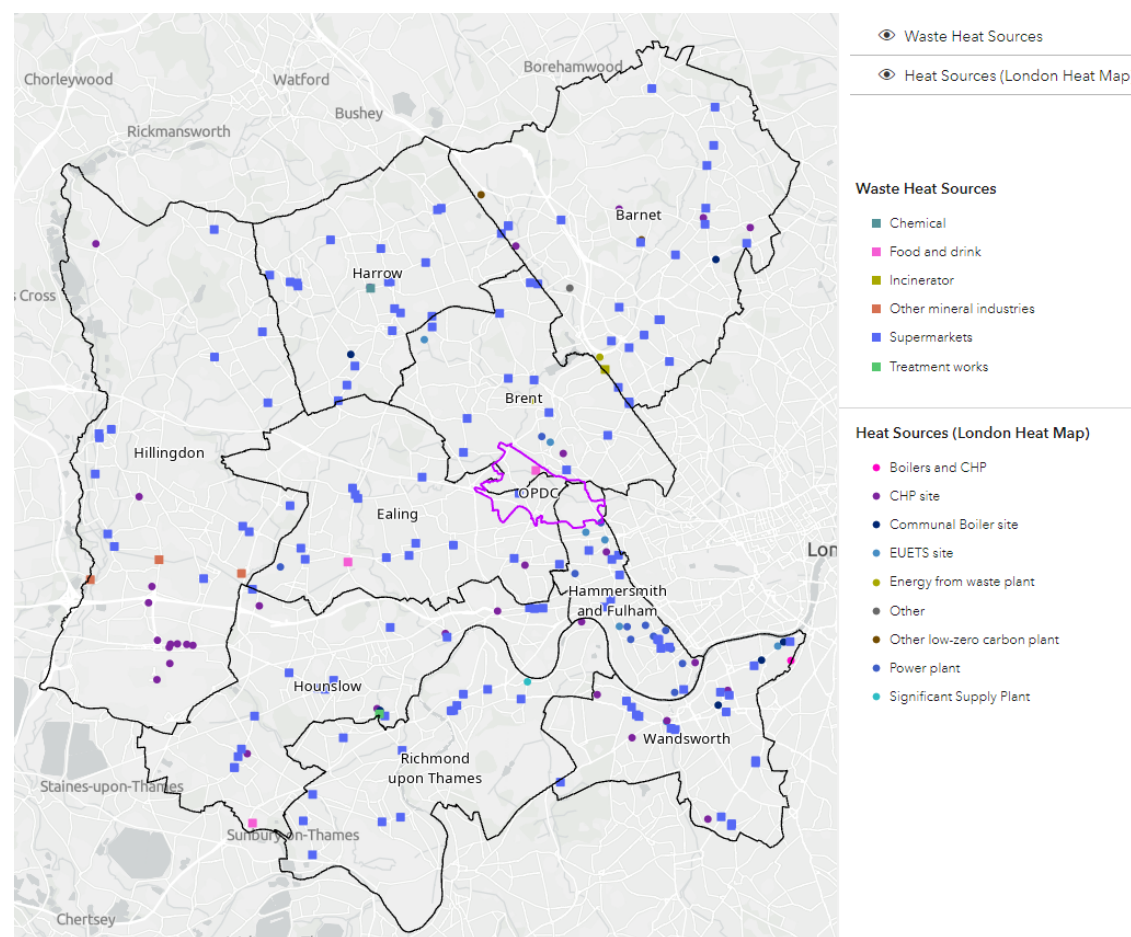 Chorleywood
Watford
Borehamwood
Bushey
Rickmansworth
Barnet
Harrow
s Cross
Brent
Hillingdon
OPDC
Ealing
Lon
Hammersmith
and Fulham
Hounslow
Wandsworth
Richmond
upon Thames
Staines-upon-Thames
Sunbury-on-Thames
Chertsey
Waste Heat Sources
Heat Sources (London Heat Map
Waste Heat Sources
Chemical
Food and drink
Incinerator
Other mineral industries
Supermarkets
Treatment works
Heat Sources (London Heat Map)
Boilers and CHP
CHP site
Communal Boiler site
EUETS site
Energy from waste plant
Other
Other low-zero carbon plant
Power plant
Significant Supply Plant